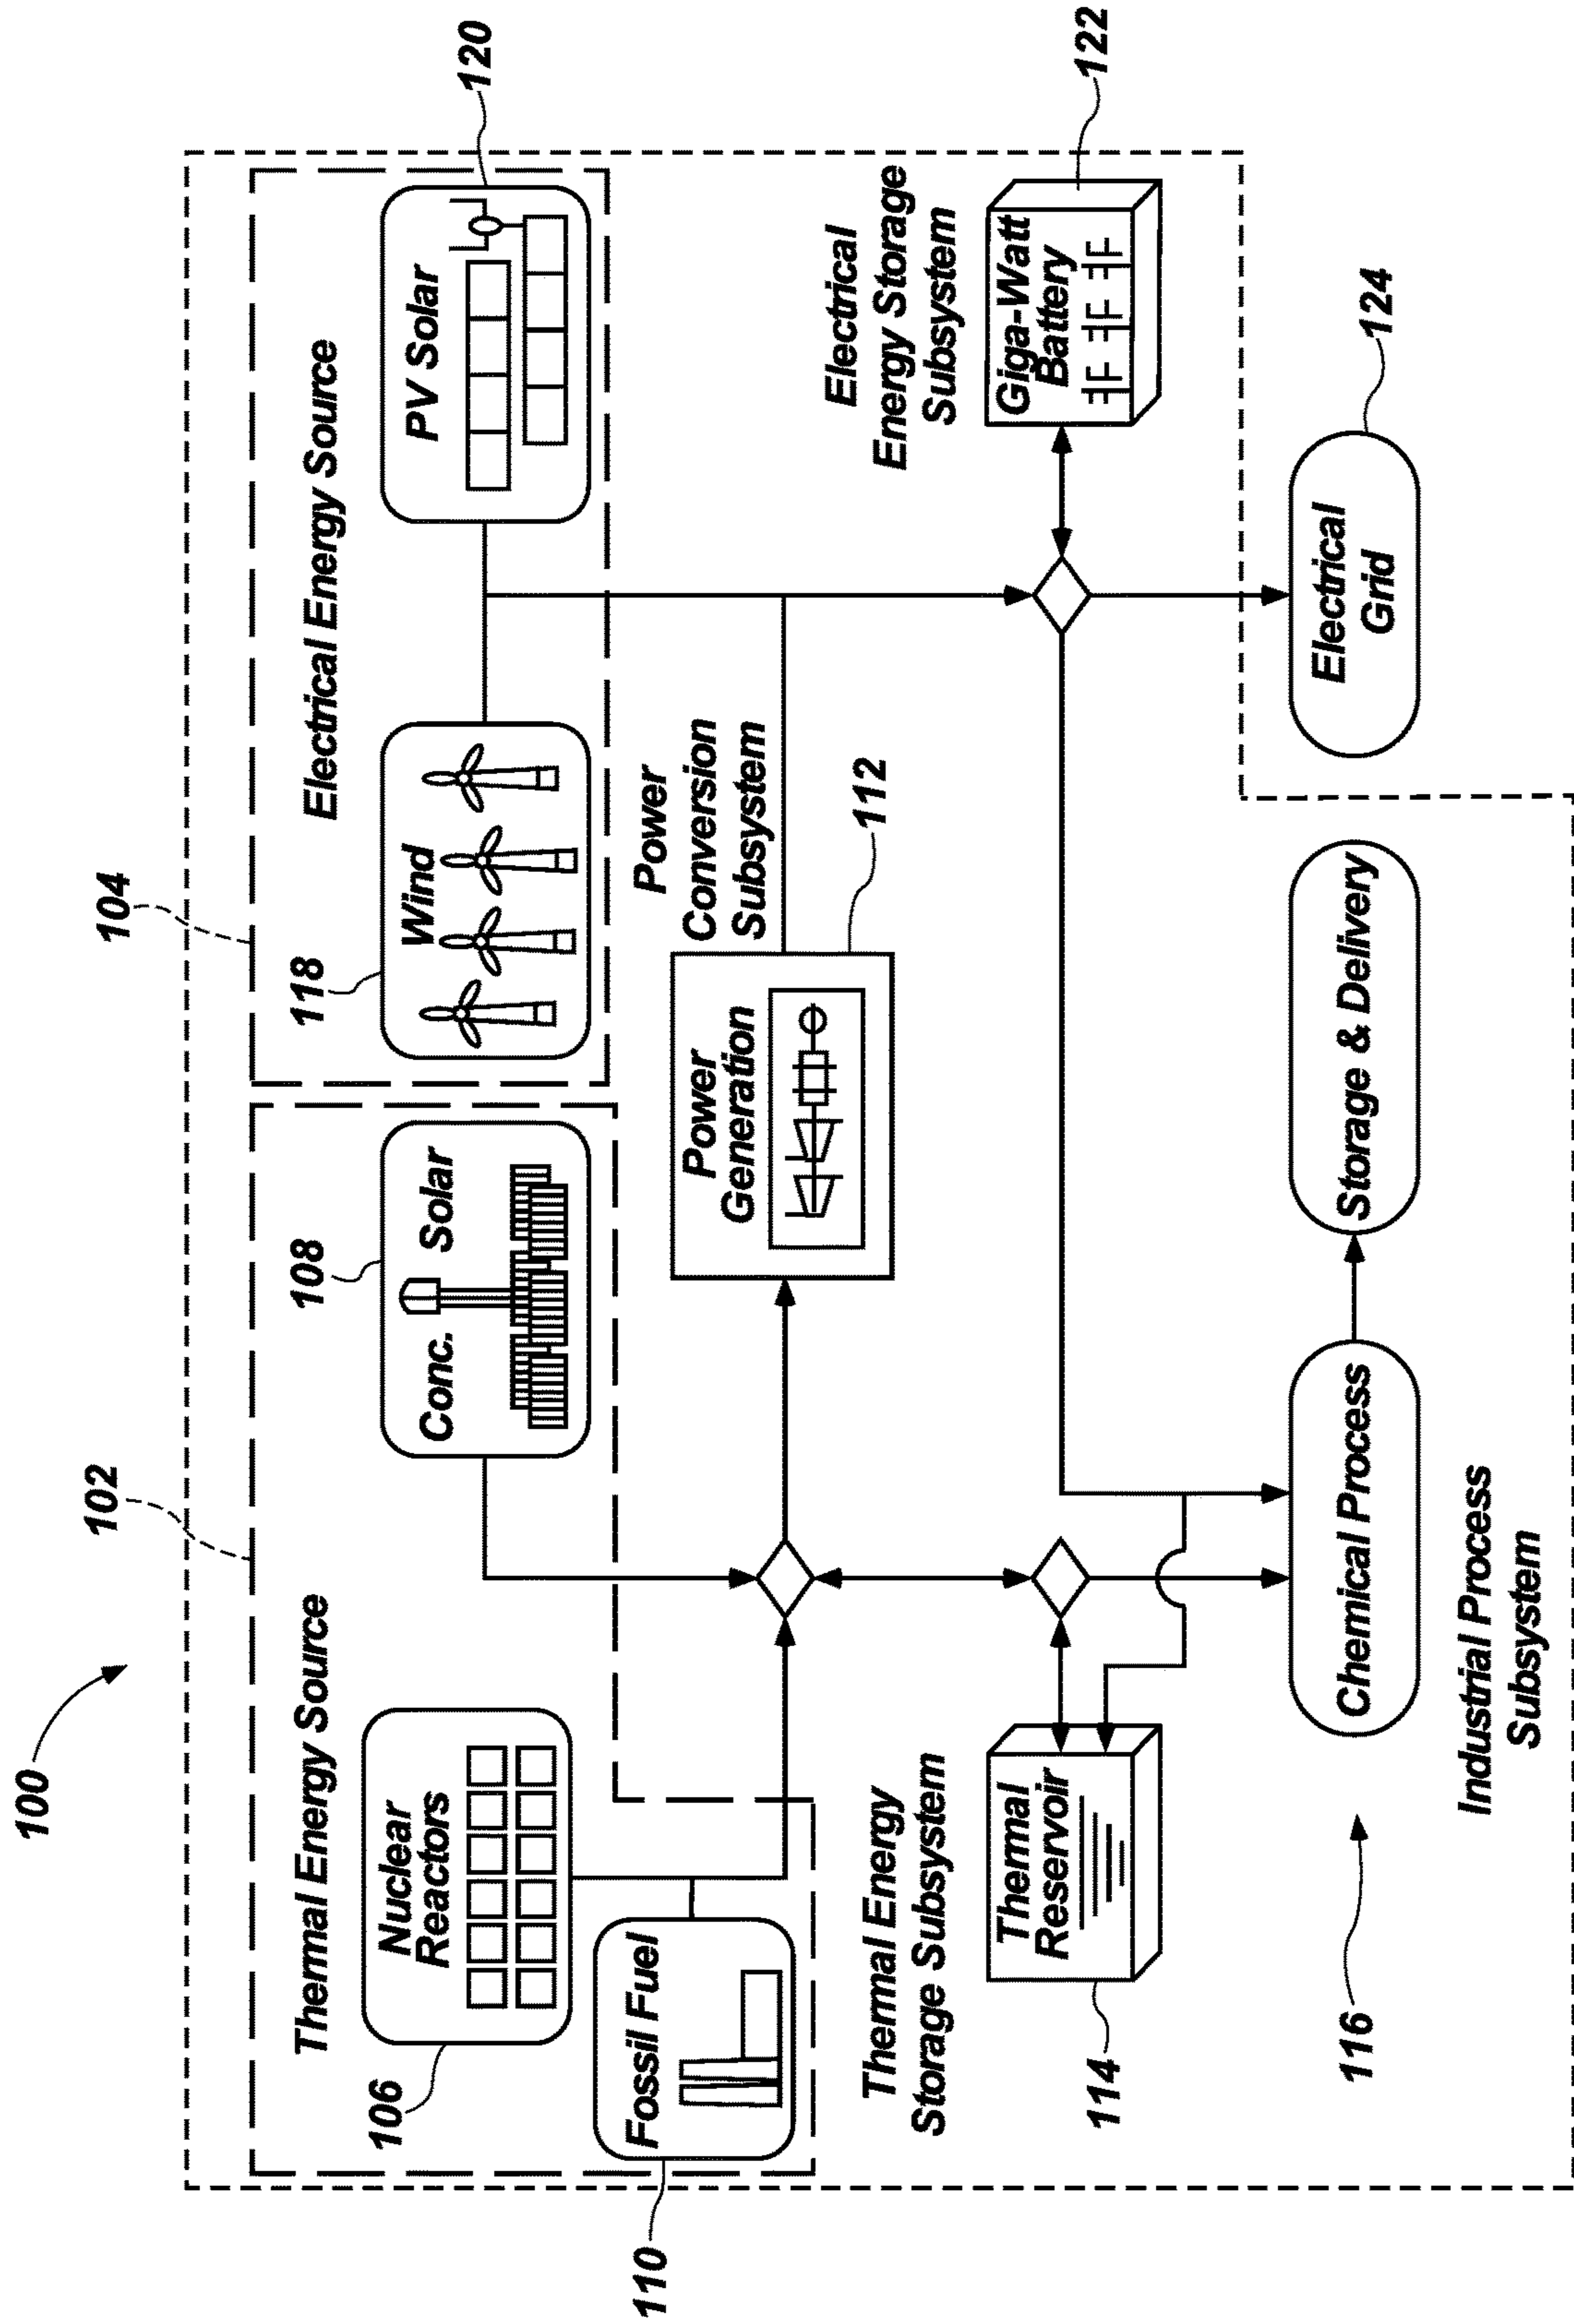 100
102
104
Thermal Energy Source
Electrical Energy Source
106
Nuclear
Reactors
108
Conc. Solar
118
Wind
PV Solar
120
110
Fossil Fuel
Power
Generation
Power
Conversion
Subsystem
112
Thermal Energy
Storage Subsystem
Thermal
Reservoir
114
Electrical
Energy Storage
Subsystem
Giga-Watt
Battery
122
116
Chemical Process
Storage & Delivery
Electrical
Grid
124
Industrial Process
Subsystem